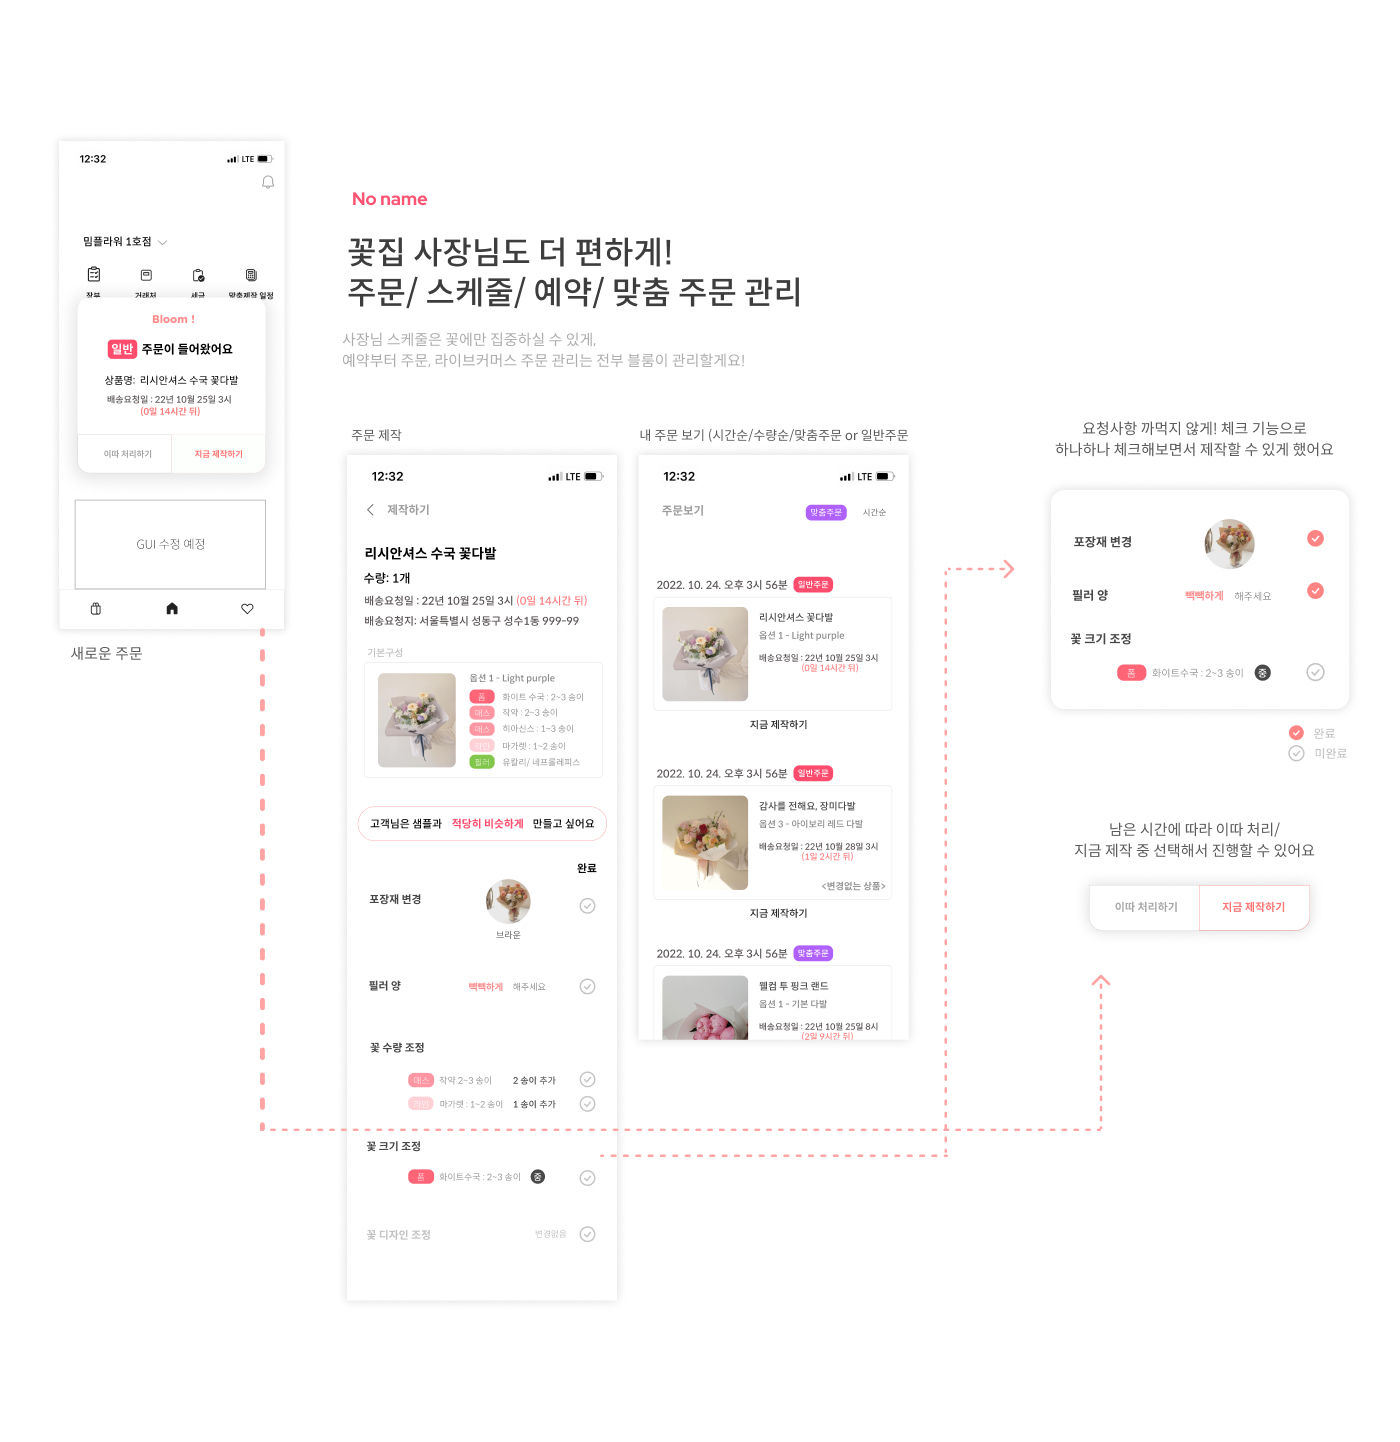 12:32
LTE
밈플라워 1호점
장부
거래처
세금
맞춤제작 일정
Bloom !
일반 주문이 들어왔어요
상품명: 리시안셔스 수국 꽃다발
배송요청일 : 22년 10월 25일 3시
(0일 14시간 뒤)
이따 처리하기
지금 제작하기
GUI 수정 예정
새로운 주문
No name
꽃집 사장님도 더 편하게!
주문/ 스케줄/ 예약/ 맞춤 주문 관리
사장님 스케줄은 꽃에만 집중하실 수 있게,
예약부터 주문, 라이브커머스 주문 관리는 전부 블룸이 관리할게요!
주문 제작
12:32
LTE
제작하기
리시안셔스 수국 꽃다발
수량: 1개
배송요청일 : 22년 10월 25일 3시 (0일 14시간 뒤)
배송요청지: 서울특별시 성동구 성수1동 999-99
기본구성
옵션 1 - Light purple
폼 화이트 수국 : 2~3 송이
매스 작약 : 2~3 송이
매스 히아신스 : 1~3 송이
라인 마가렛 : 1~2 송이
필러 유칼리/ 네프롤레피스
고객님은 샘플과 적당히 비슷하게 만들고 싶어요
완료
포장재 변경
브라운
필러 양 빽빽하게 해주세요
꽃 수량 조정
매스 작약 2~3 송이 2 송이 추가
라인 마가렛 : 1~2 송이 1 송이 추가
꽃 크기 조정
폼 화이트수국 : 2~3 송이 중
꽃 디자인 조정 변경없음
내 주문 보기 (시간순/수량순/맞춤주문 or 일반주문
12:32
LTE
주문보기
맞춤주문
시간순
2022. 10. 24. 오후 3시 56분 일반주문
리시안셔스 꽃다발
옵션 1 - Light purple
배송요청일 : 22년 10월 25일 3시
(0일 14시간 뒤)
지금 제작하기
2022. 10. 24. 오후 3시 56분 일반주문
감사를 전해요, 장미다발
옵션 3 - 아이보리 레드 다발
배송요청일 : 22년 10월 28일 3시
(1일 2시간 뒤)
<변경없는 상품>
지금 제작하기
2022. 10. 24. 오후 3시 56분 맞춤주문
웰컴 투 핑크 랜드
옵션 1 - 기본 다발
배송요청일 : 22년 10월 25일 8시
(2일 9시간 뒤)
요청사항 까먹지 않게! 체크 기능으로
하나하나 체크해보면서 제작할 수 있게 했어요
포장재 변경
필러 양 빽빽하게 해주세요
꽃 크기 조정
폼 화이트수국 : 2~3 송이 중
완료
미완료
남은 시간에 따라 이따 처리/
지금 제작 중 선택해서 진행할 수 있어요
이따 처리하기
지금 제작하기